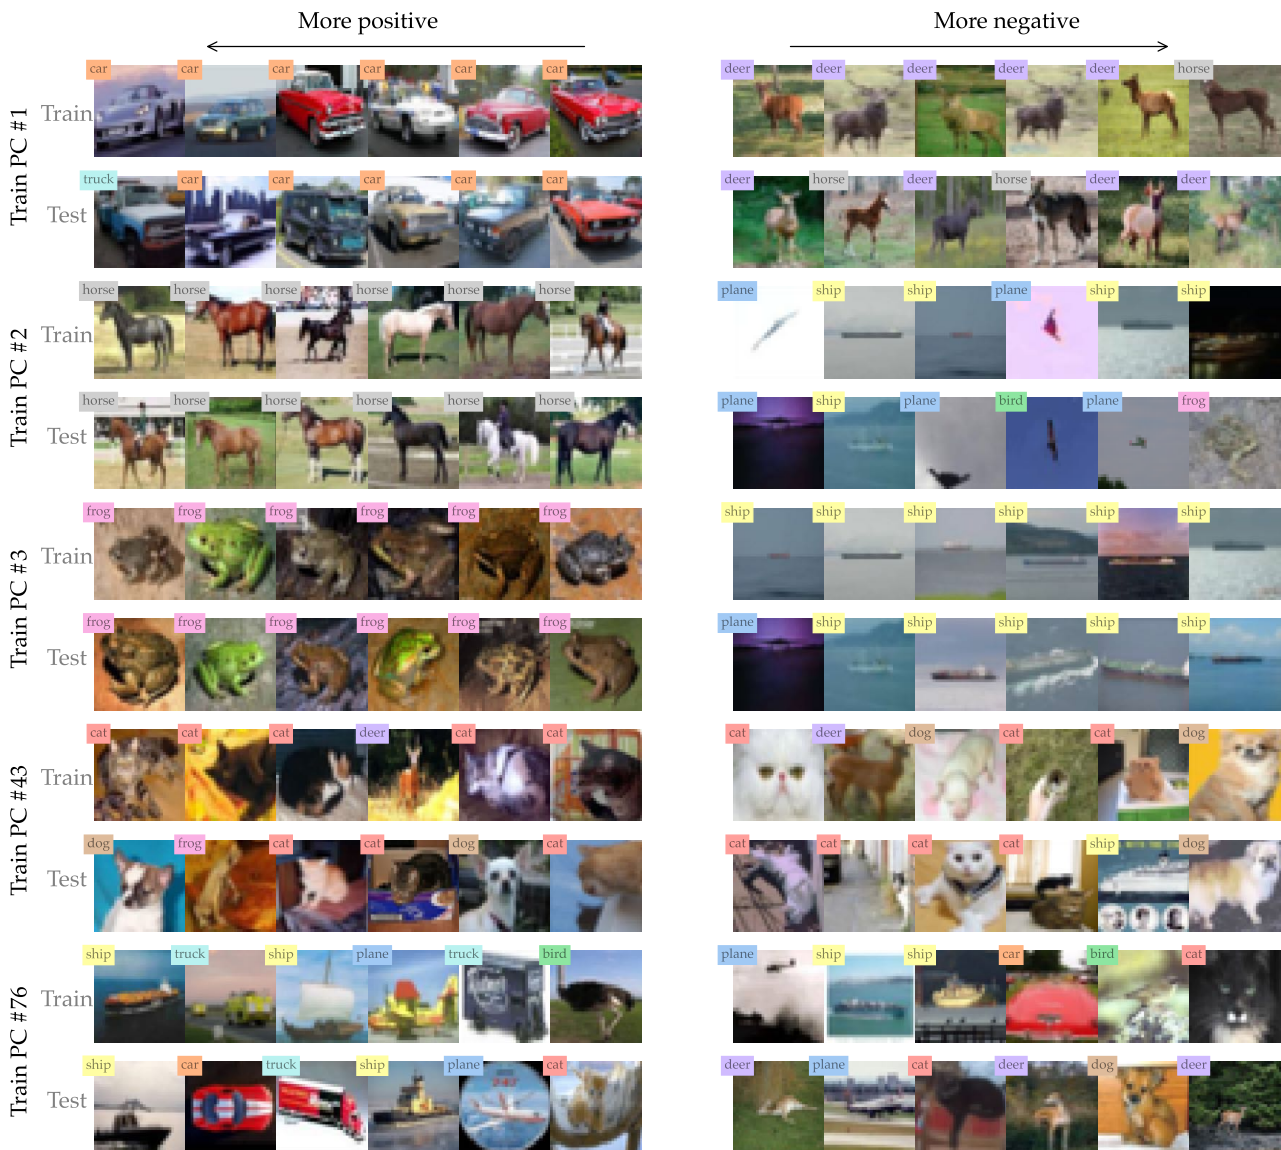 More positive
More negative
Train PC #1
Train
car car car car car car
deer deer deer deer deer horse
Test
truck car car car car car
deer horse deer horse deer deer
Train PC #2
Train
horse horse horse horse horse horse
plane ship ship plane ship ship
Test
horse horse horse horse horse horse
plane ship plane bird plane frog
Train PC #3
Train
frog frog frog frog frog frog
ship ship ship ship ship ship
Test
frog frog frog frog frog frog
plane ship ship ship ship ship
Train PC #43
Train
cat cat cat deer cat cat
cat deer dog cat cat dog
Test
dog frog cat cat dog cat
cat cat cat cat ship dog
Train PC #76
Train
ship truck ship plane truck bird
plane ship ship car bird cat
Test
ship car truck ship plane cat
deer plane cat deer dog deer